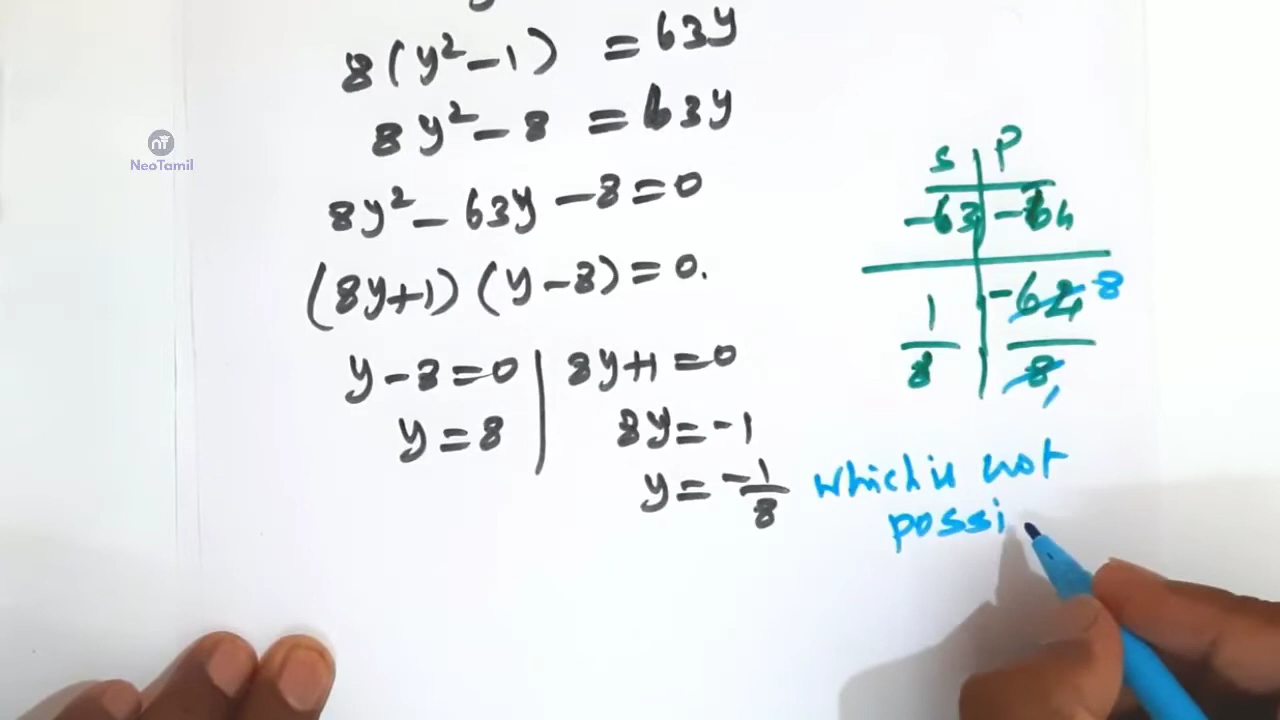 8(y² - 1) = 63y
8y² - 8 = 63y
8y² - 63y - 8 = 0
(8y+1) (y-8) = 0.
y - 8 = 0 | 8y+1 = 0
y = 8 | 8y = -1
y = -1/8 which is not
possi
NeoTamil
S | P
-63 | -64
1/8 | -64/8 -8
1